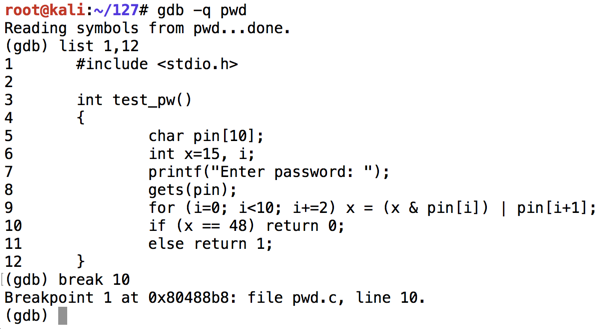 root@kali:~/127# gdb -q pwd
Reading symbols from pwd...done.
(gdb) list 1,12
1       #include <stdio.h>
2
3       int test_pw()
4       {
5               char pin[10];
6               int x=15, i;
7               printf("Enter password: ");
8               gets(pin);
9               for (i=0; i<10; i+=2) x = (x & pin[i]) | pin[i+1];
10              if (x == 48) return 0;
11              else return 1;
12      }
(gdb) break 10
Breakpoint 1 at 0x80488b8: file pwd.c, line 10.
(gdb)